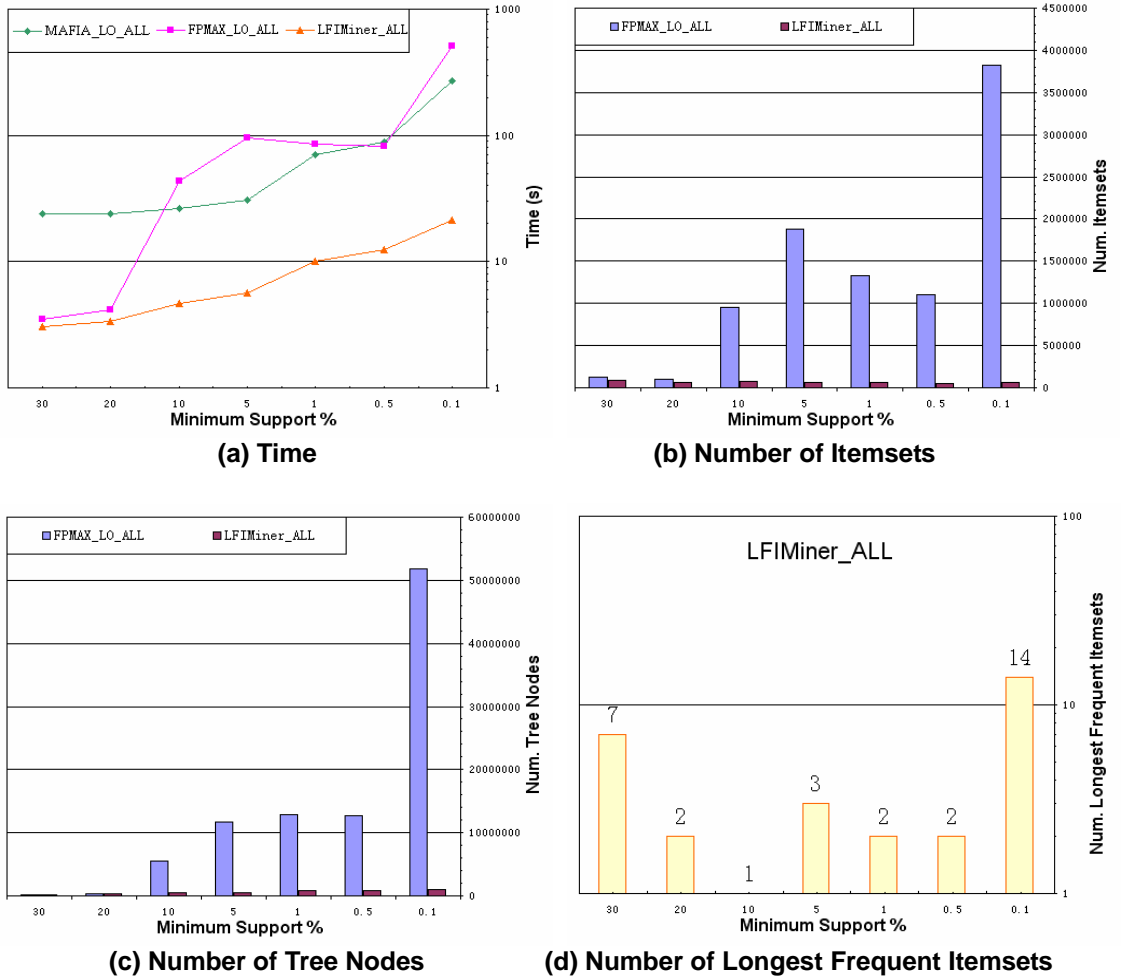 MAFIA_LO_ALL FPMAX_LO_ALL LFIMiner_ALL
1000
100
10
1
Time (s)
30 20 10 5 1 0.5 0.1
Minimum Support %
(a) Time
FPMAX_LO_ALL LFIMiner_ALL
4500000
4000000
3500000
3000000
2500000
2000000
1500000
1000000
500000
0
Num. Itemsets
30 20 10 5 1 0.5 0.1
Minimum Support %
(b) Number of Itemsets
FPMAX_LO_ALL LFIMiner_ALL
60000000
50000000
40000000
30000000
20000000
10000000
0
Num. Tree Nodes
30 20 10 5 1 0.5 0.1
Minimum Support %
(c) Number of Tree Nodes
LFIMiner_ALL
100
10
1
Num. Longest Frequent Itemsets
7 2 1 3 2 2 14
30 20 10 5 1 0.5 0.1
Minimum Support %
(d) Number of Longest Frequent Itemsets